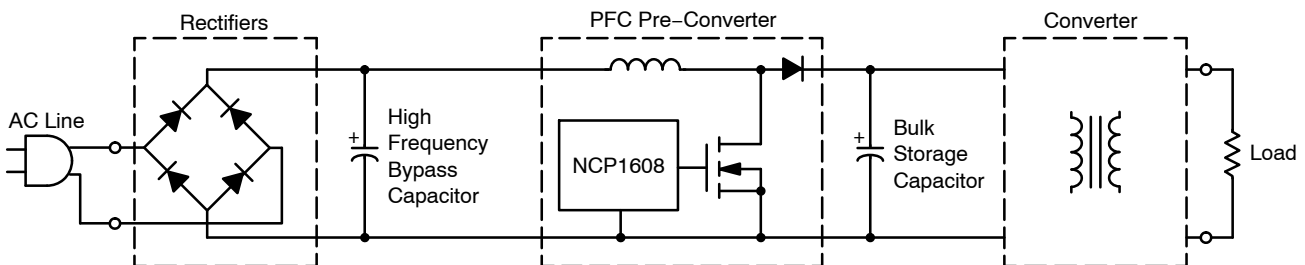 Rectifiers
PFC Pre−Converter
Converter
AC Line
+
High
Frequency
Bypass
Capacitor
NCP1608
+
Bulk
Storage
Capacitor
Load